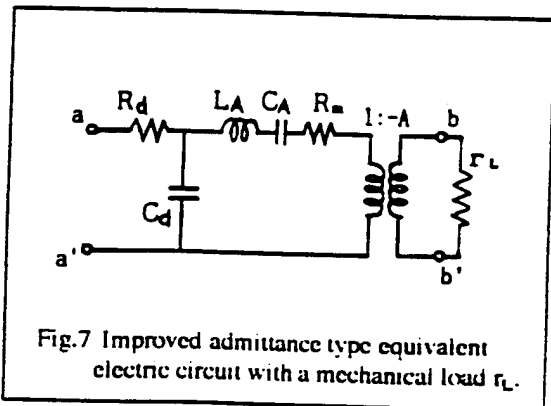 Rd LA CA Rm 1:-A b
a
rL
Cd
a'
b'
Fig.7 Improved admittance type equivalent
electric circuit with a mechanical load rL.